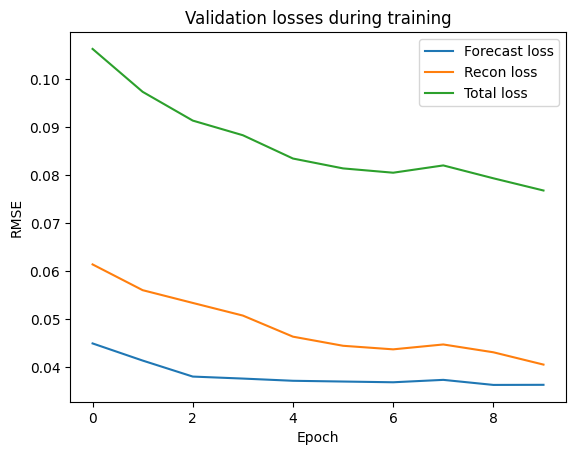 Validation losses during training
Forecast loss
Recon loss
Total loss
RMSE
0.10
0.09
0.08
0.07
0.06
0.05
0.04
0 2 4 6 8
Epoch